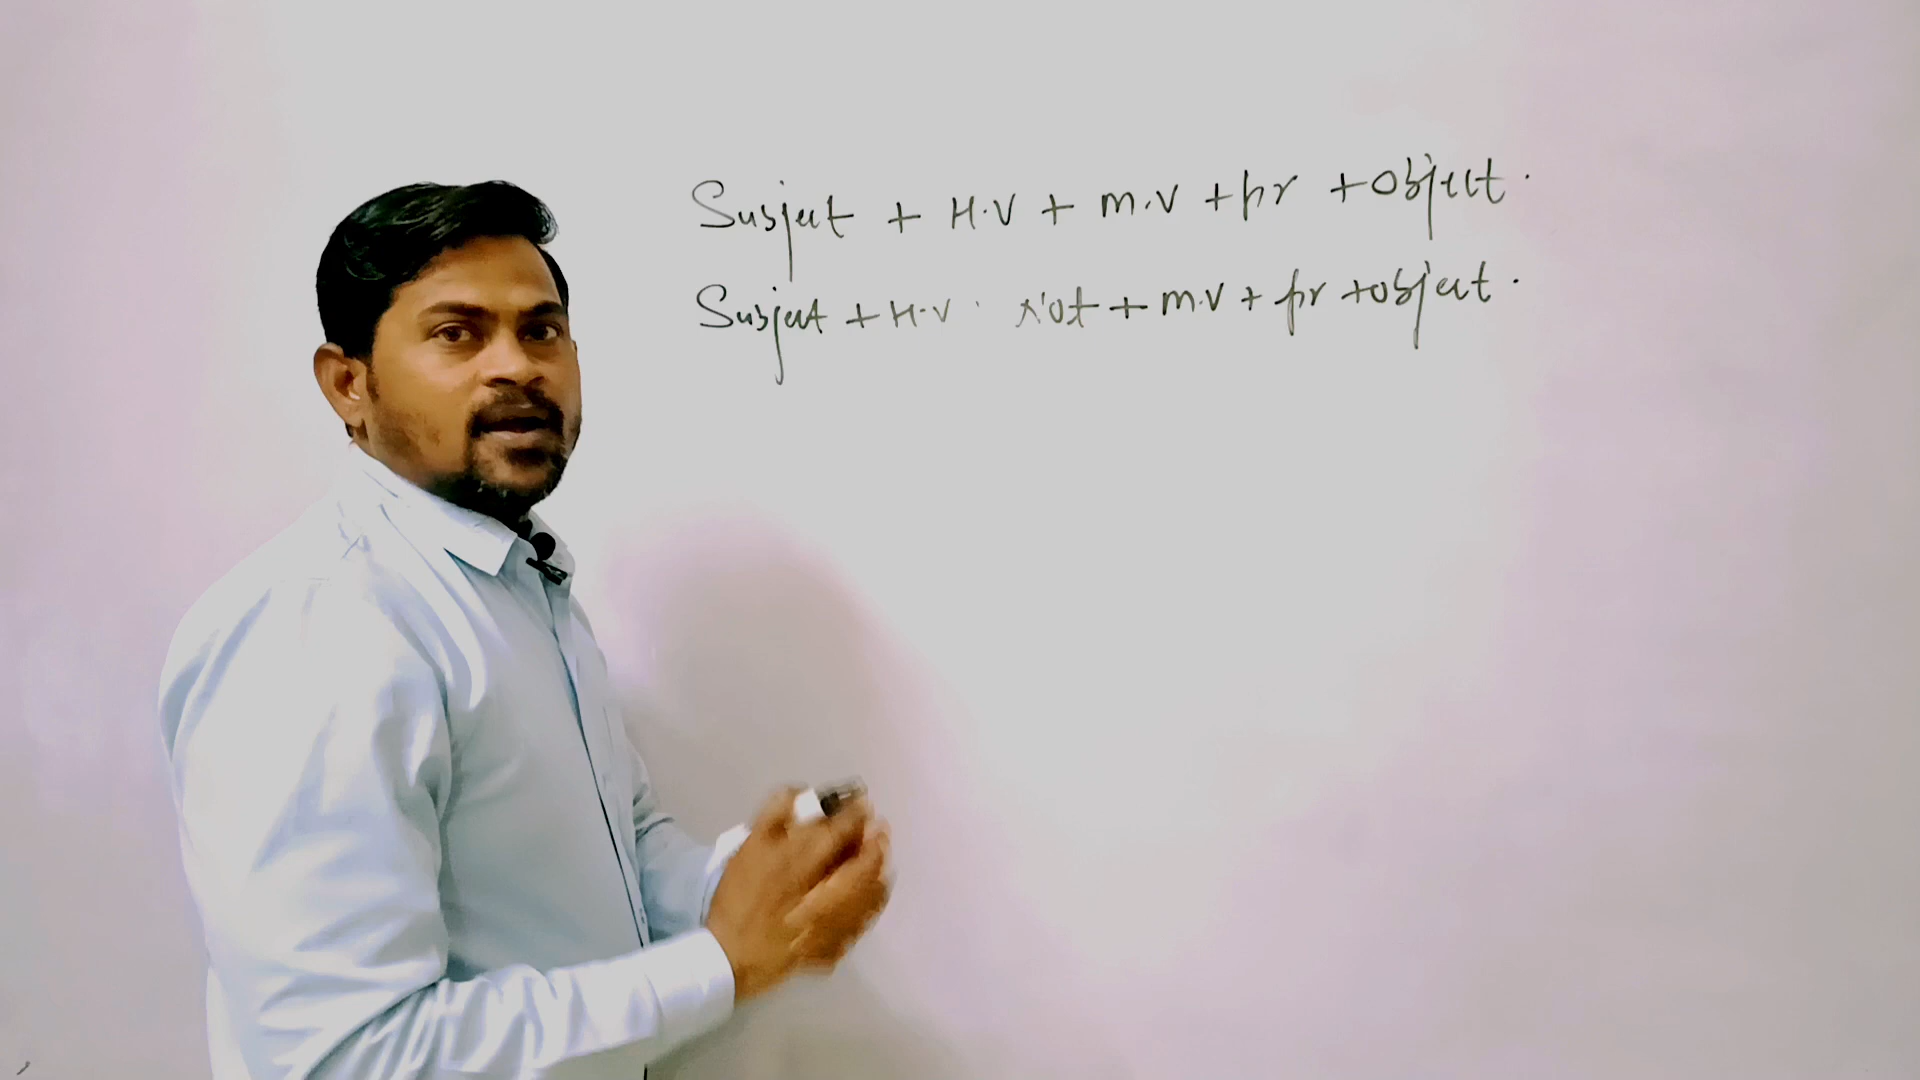 Subject + H.V + m.v + pr + object.
Subject + H.V. Not + m.v + pr + object.